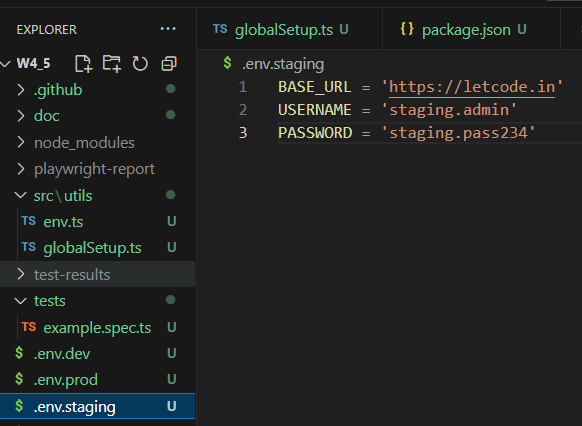 EXPLORER ...
TS globalSetup.ts U
{} package.json U
W4_5
$ .env.staging
.github
doc
node_modules
playwright-report
src\utils
TS env.ts U
TS globalSetup.ts U
test-results
tests
TS example.spec.ts U
$ .env.dev U
$ .env.prod U
$ .env.staging U
1 BASE_URL = 'https://letcode.in'
2 USERNAME = 'staging.admin'
3 PASSWORD = 'staging.pass234'